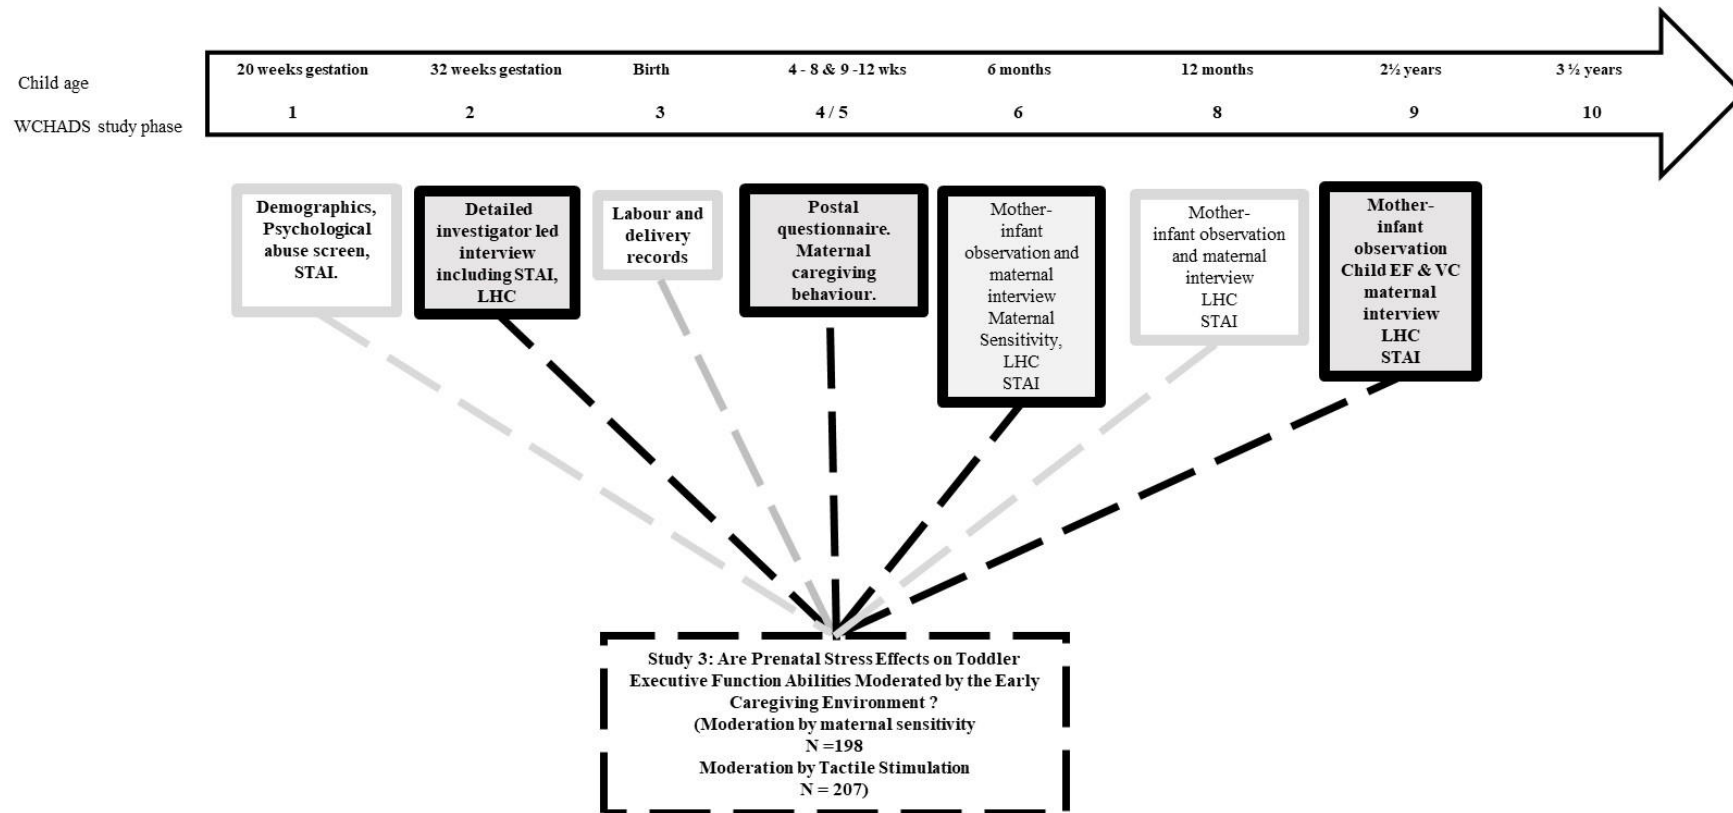 Child age
20 weeks gestation
32 weeks gestation
Birth
4 - 8 & 9 -12 wks
6 months
12 months
2½ years
3 ½ years
WCHADS study phase
1
2
3
4 / 5
6
8
9
10
Demographics,
Psychological
abuse screen,
STAI.
Detailed
investigator led
interview
including STAI,
LHC
Labour and
delivery
records
Postal
questionnaire.
Maternal
caregiving
behaviour.
Mother-
infant
observation and
maternal
interview
Maternal
Sensitivity,
LHC
STAI
Mother-
infant observation
and maternal
interview
LHC
STAI
Mother-
infant
observation
Child EF & VC
maternal
interview
LHC
STAI
Study 3: Are Prenatal Stress Effects on Toddler
Executive Function Abilities Moderated by the Early
Caregiving Environment ?
(Moderation by maternal sensitivity
N =198
Moderation by Tactile Stimulation
N = 207)